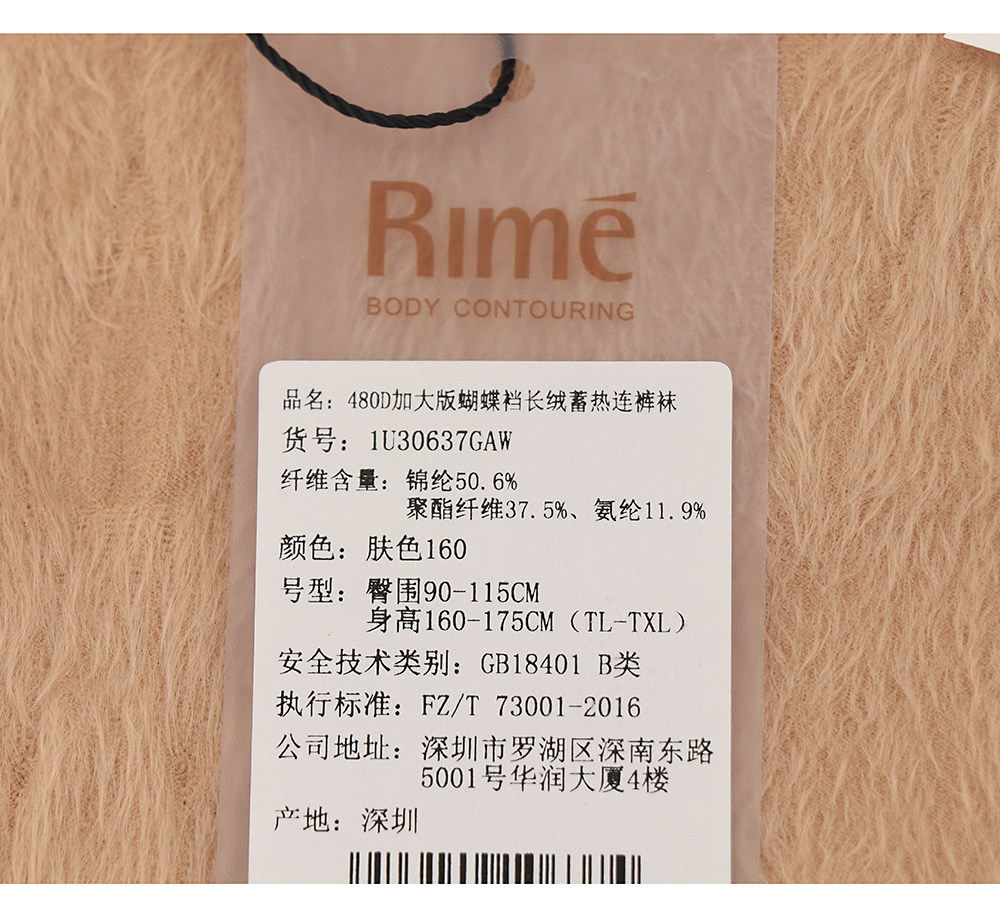 Rimé
BODY CONTOURING
品名：480D加大版蝴蝶裆长绒蓄热连裤袜
货号：1U30637GAW
纤维含量：锦纶50.6%
聚酯纤维37.5%、氨纶11.9%
颜色：肤色160
号型：臀围90-115CM
身高160-175CM（TL-TXL）
安全技术类别：GB18401 B类
执行标准：FZ/T 73001-2016
公司地址：深圳市罗湖区深南东路
5001号华润大厦4楼
产地：深圳